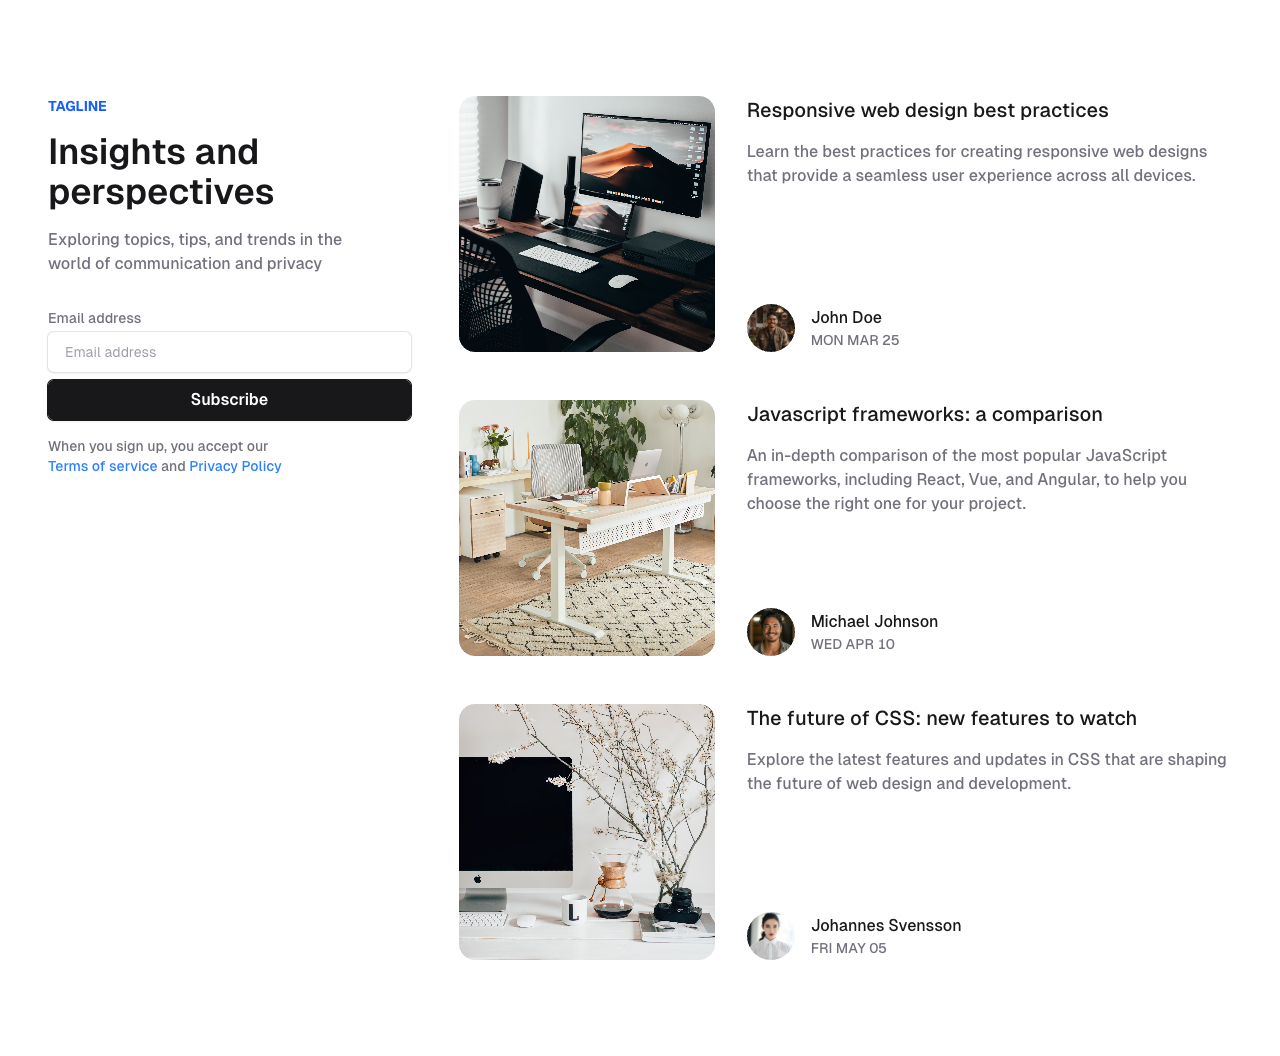 TAGLINE
Insights and
perspectives
Exploring topics, tips, and trends in the
world of communication and privacy
Email address
Email address
Subscribe
When you sign up, you accept our
Terms of service and Privacy Policy
Responsive web design best practices
Learn the best practices for creating responsive web designs
that provide a seamless user experience across all devices.
John Doe
MON MAR 25
Javascript frameworks: a comparison
An in-depth comparison of the most popular JavaScript
frameworks, including React, Vue, and Angular, to help you
choose the right one for your project.
Michael Johnson
WED APR 10
The future of CSS: new features to watch
Explore the latest features and updates in CSS that are shaping
the future of web design and development.
L
Johannes Svensson
FRI MAY 05